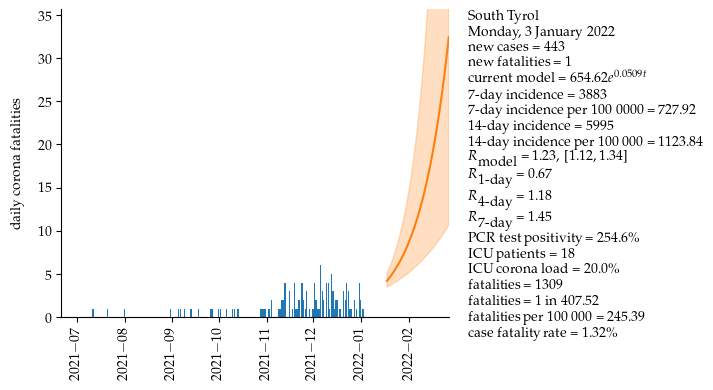 35
30
25
20
15
10
5
0
daily corona fatalities
2021−07
2021−08
2021−09
2021−10
2021−11
2021−12
2022−01
2022−02
South Tyrol
Monday, 3 January 2022
new cases = 443
new fatalities = 1
current model = 654.62e^0.0509t
7-day incidence = 3883
7-day incidence per 100 0000 = 727.92
14-day incidence = 5995
14-day incidence per 100 000 = 1123.84
Rmodel = 1.23, [1.12, 1.34]
R1-day = 0.67
R4-day = 1.18
R7-day = 1.45
PCR test positivity = 254.6%
ICU patients = 18
ICU corona load = 20.0%
fatalities = 1309
fatalities = 1 in 407.52
fatalities per 100 000 = 245.39
case fatality rate = 1.32%